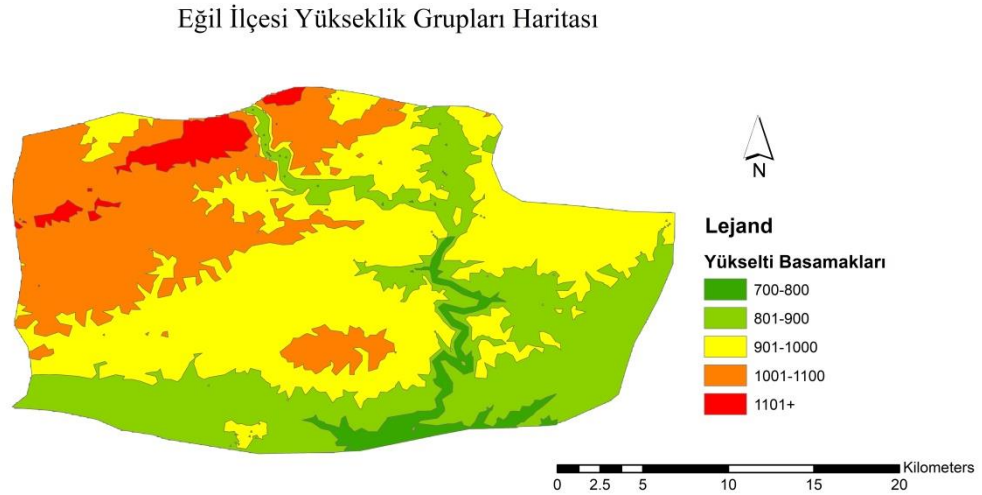 Eğil İlçesi Yükseklik Grupları Haritası
N
Lejand
Yükselti Basamakları
700-800
801-900
901-1000
1001-1100
1101+
Kilometers
0 2.5 5 10 15 20